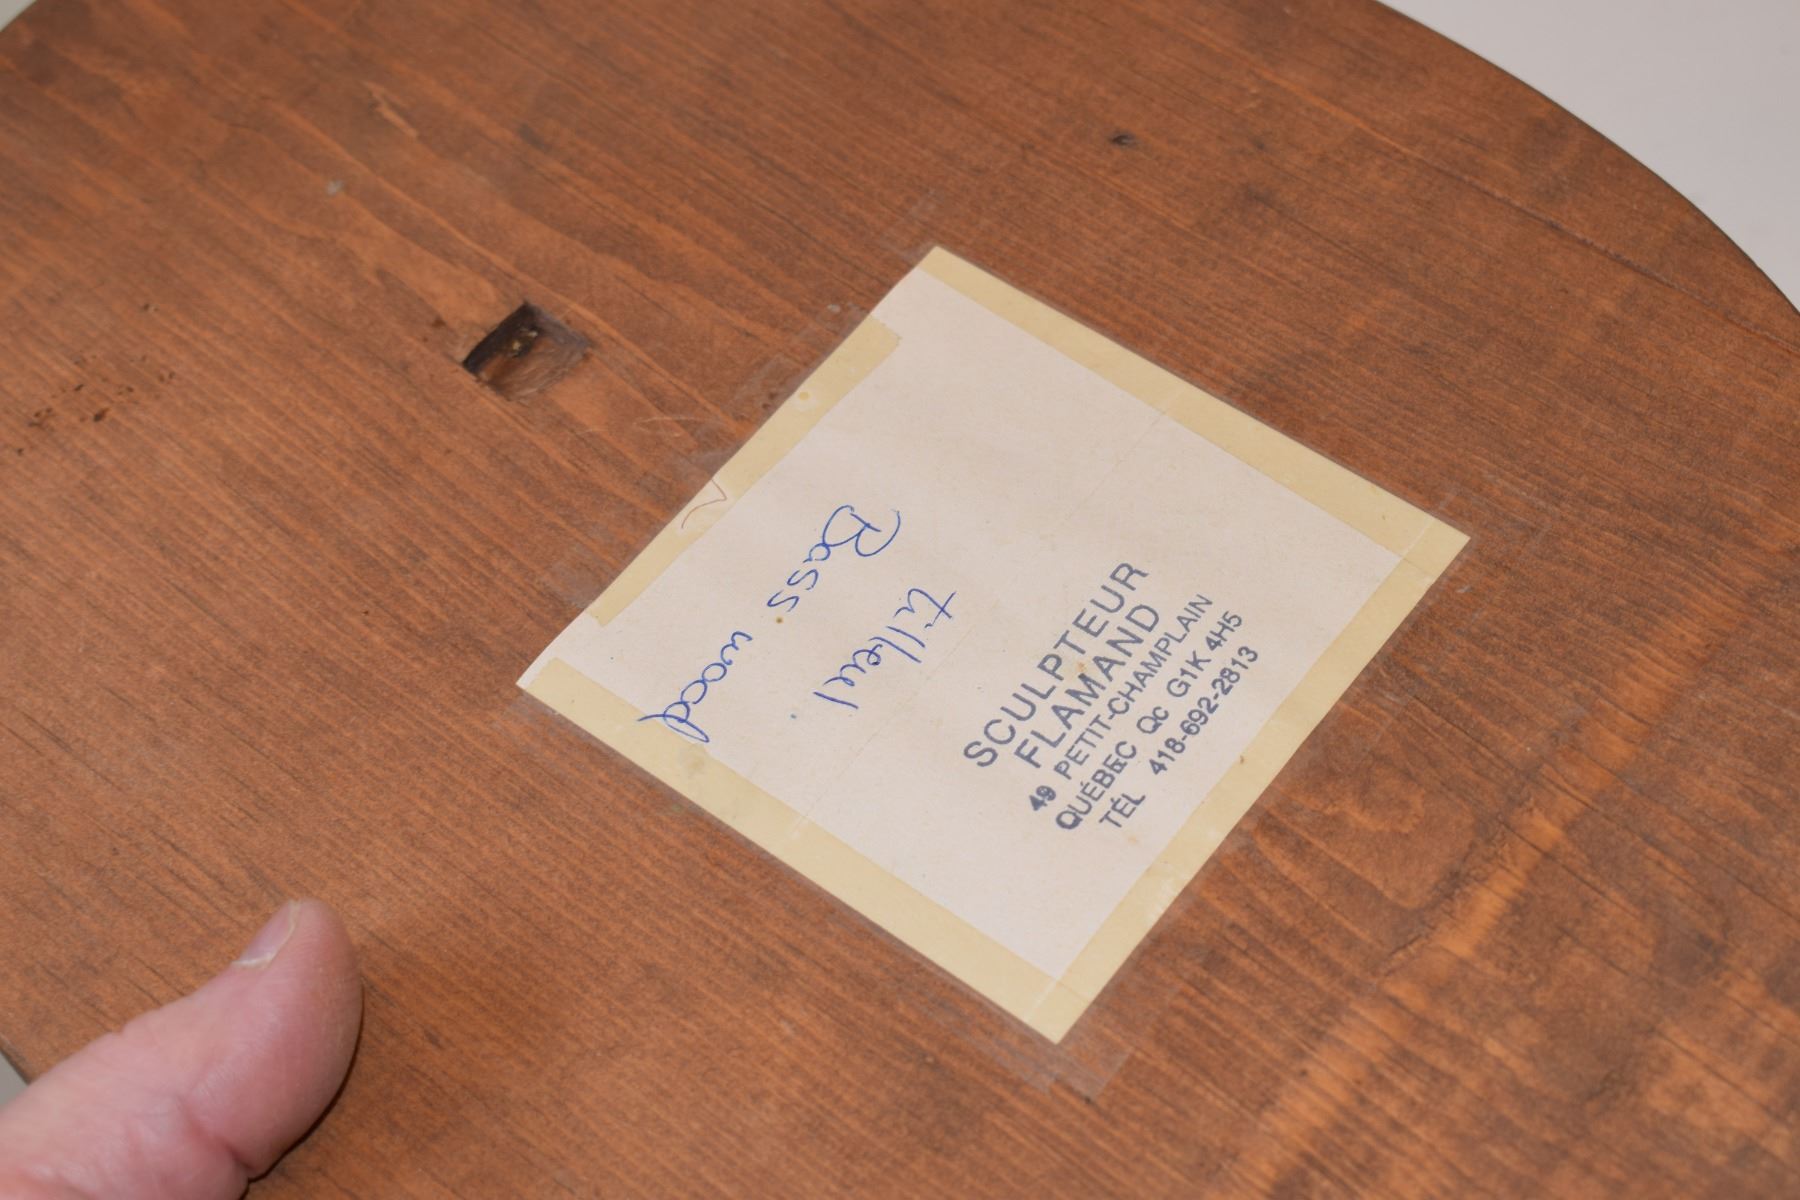 SCULPTEUR
FLAMAND
49 PETIT-CHAMPLAIN
QUÉBEC Qc G1K 4H5
TÉL 418-692-2813
tilleul
Bass wood